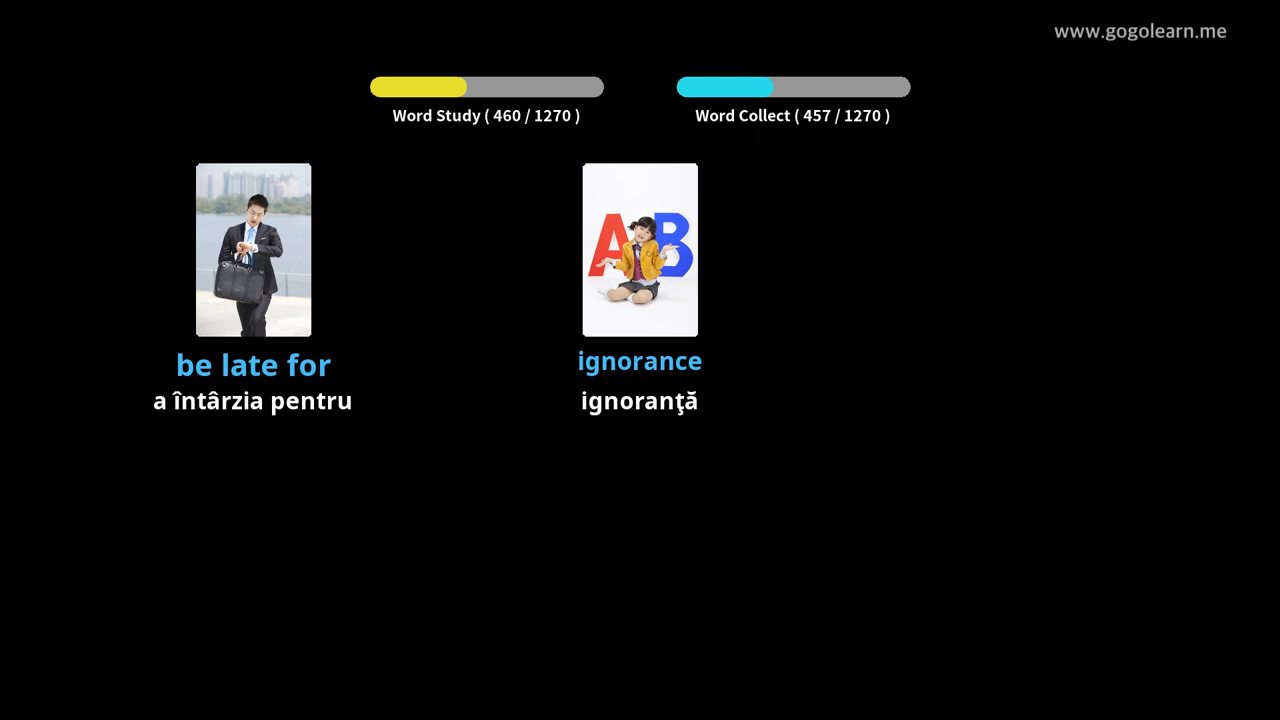 www.gogolearn.me
Word Study ( 460 / 1270 )
Word Collect ( 457 / 1270 )
A B
be late for
a întârzia pentru
ignorance
ignoranţă